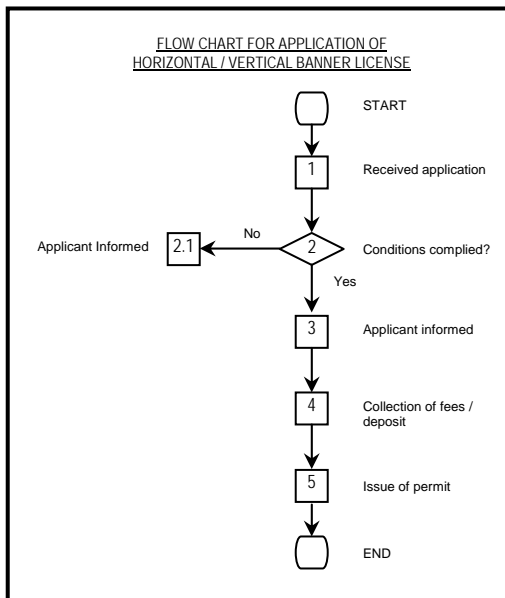 FLOW CHART FOR APPLICATION OF
HORIZONTAL / VERTICAL BANNER LICENSE
START
1
Received application
No
Applicant Informed
2.1
2
Conditions complied?
Yes
3
Applicant informed
4
Collection of fees /
deposit
5
Issue of permit
END